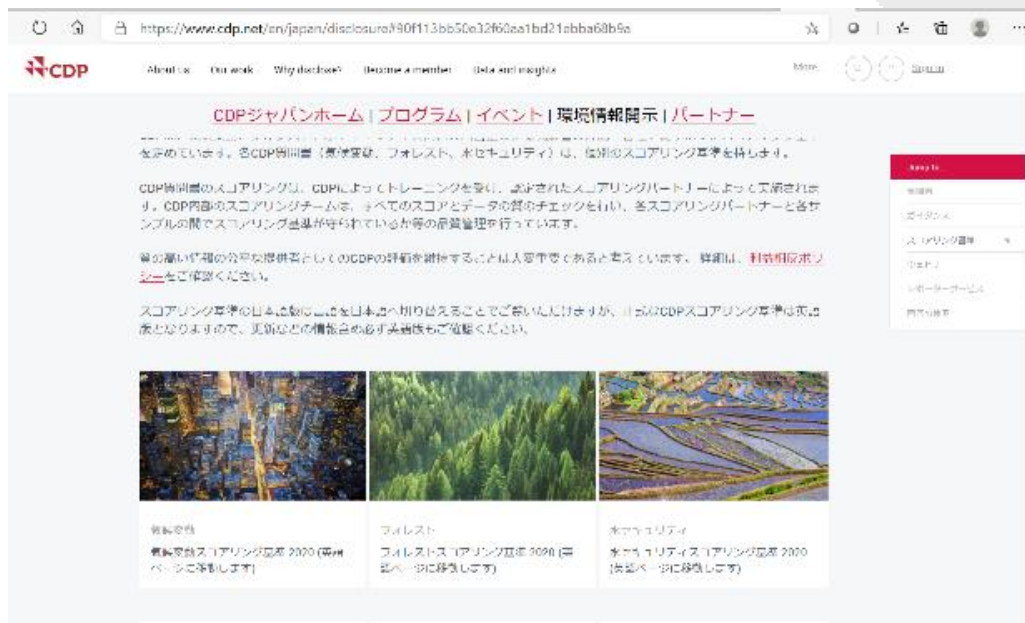 https://www.cdp.net/en/japan/disclosure#90f113bb50e32f60aa1bd21abba68b9a
CDP
About us Our work Why disclose? Become a member Data and insights More Sign in
CDPジャパンホーム | プログラム | イベント | 環境情報開示 | パートナー
を定めています。各CDP質問書（気候変動、フォレスト、水セキュリティ）は、個別のスコアリング基準を持ちます。
CDP質問書のスコアリングは、CDPによってトレーニングを受け、認定されたスコアリングパートナーによって実施されま
す。CDP内部のスコアリングチームは、すべてのスコアとデータの質のチェックを行い、各スコアリングパートナーと各サ
ンプルの間でスコアリング基準が守られているか等の品質管理を行っています。
質の高い情報の公平な提供者としてのCDPの評価を維持することは大変重要であると考えています。 詳細は、利益相反ポリ
シーをご確認ください。
スコアリング基準の日本語版は言語を日本語へ切り替えることでご覧いただけますが、正式なCDPスコアリング基準は英語
版となりますので、更新などの情報含め必ず英語版もご確認ください。
Jump to
質問書
ガイダンス
スコアリング基準
気候変動
気候変動スコアリング基準 2020 (英語
ページに移動します)
フォレスト
フォレストスコアリング基準 2020 (英
語ページに移動します)
水セキュリティ
水セキュリティスコアリング基準 2020
(英語ページに移動します)